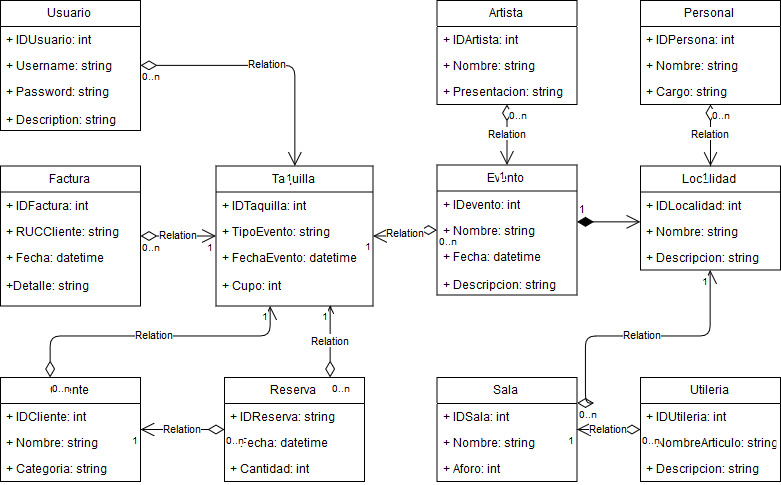 Usuario
+ IDUsuario: int
+ Username: string
+ Password: string
+ Description: string
0..n
Relation
1
Artista
+ IDArtista: int
+ Nombre: string
+ Presentacion: string
0..n
Relation
1
Personal
+ IDPersona: int
+ Nombre: string
+ Cargo: string
0..n
Relation
1
Factura
+ IDFactura: int
+ RUCCliente: string
+ Fecha: datetime
+Detalle: string
0..n
Relation
1
Taquilla
+ IDTaquilla: int
+ TipoEvento: string
+ FechaEvento: datetime
+ Cupo: int
1
Relation
0..n
Evento
+ IDevento: int
+ Nombre: string
+ Fecha: datetime
+ Descripcion: string
1
Localidad
+ IDLocalidad: int
+ Nombre: string
+ Descripcion: string
1
1
Relation
1
Relation
Relation
0..n
+ IDCliente: int
+ Nombre: string
+ Categoria: string
1
Relation
0..n
Reserva
0..n
+ IDReserva: string
+ Fecha: datetime
+ Cantidad: int
Sala
+ IDSala: int
+ Nombre: string
+ Aforo: int
0..n
1
Relation
0..n
Utileria
+ IDUtileria: int
+ NombreArticulo: string
+ Descripcion: string